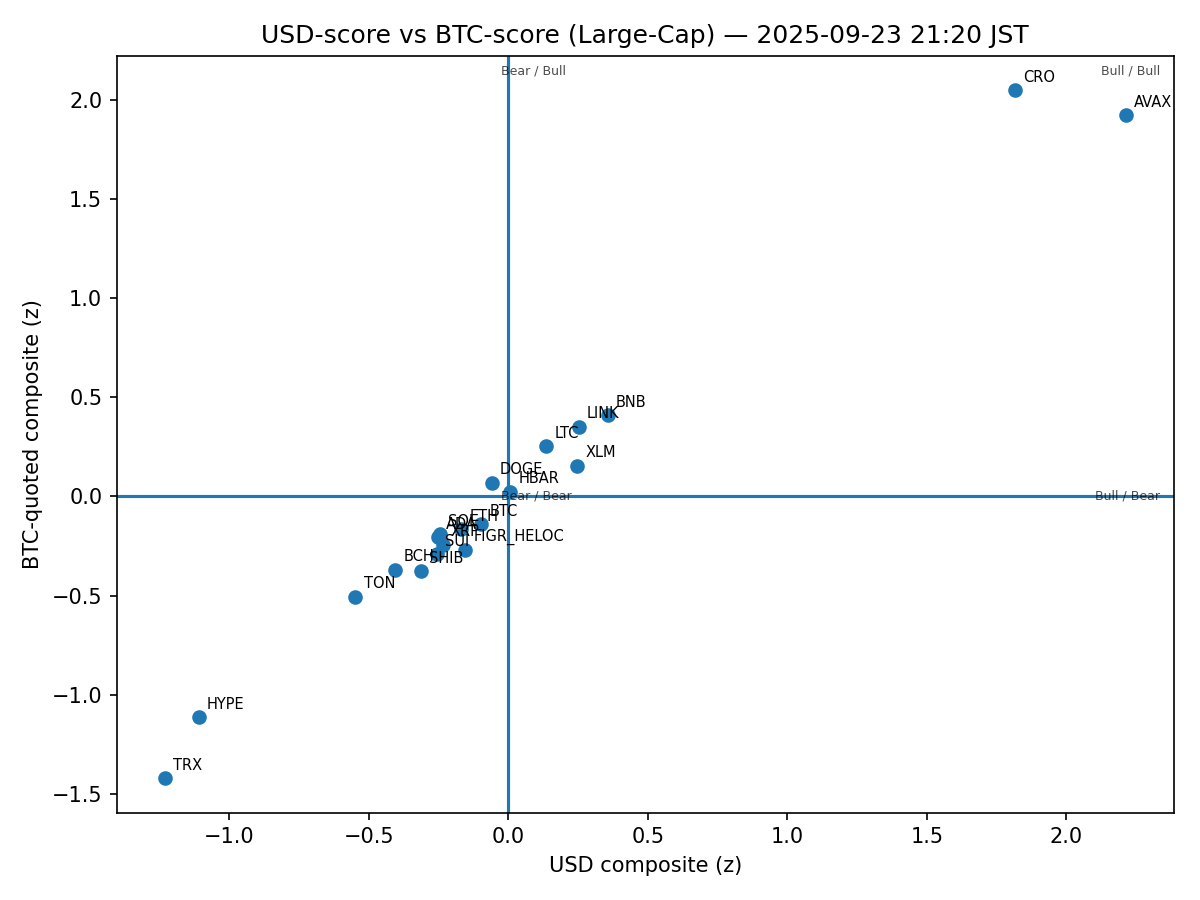 USD-score vs BTC-score (Large-Cap) — 2025-09-23 21:20 JST
Bear / Bull
Bull / Bull
CRO
AVAX
2.0
1.5
1.0
0.5
0.0
−0.5
−1.0
−1.5
BTC-quoted composite (z)
BNB
LINK
LTC
XLM
DOGE
HBAR
Bear / Bear
Bull / Bear
BTC
ETH
ADA
XRP
FIGR_HELOC
SUI
BCH
SHIB
TON
HYPE
TRX
−1.0
−0.5
0.0
0.5
1.0
1.5
2.0
USD composite (z)